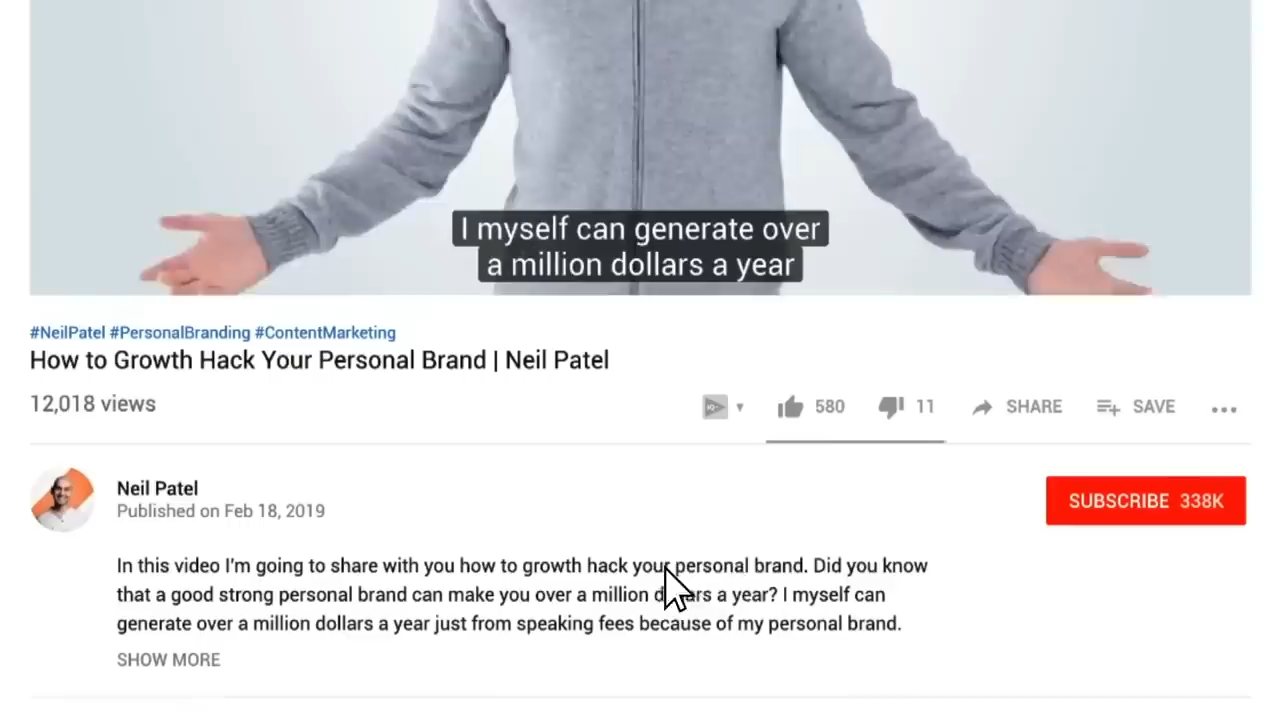 I myself can generate over
a million dollars a year
#NeilPatel #PersonalBranding #ContentMarketing
How to Growth Hack Your Personal Brand | Neil Patel
12,018 views
580
11
SHARE
SAVE
Neil Patel
Published on Feb 18, 2019
SUBSCRIBE 338K
In this video I'm going to share with you how to growth hack your personal brand. Did you know
that a good strong personal brand can make you over a million a year? I myself can
generate over a million dollars a year just from speaking fees because of my personal brand.
SHOW MORE